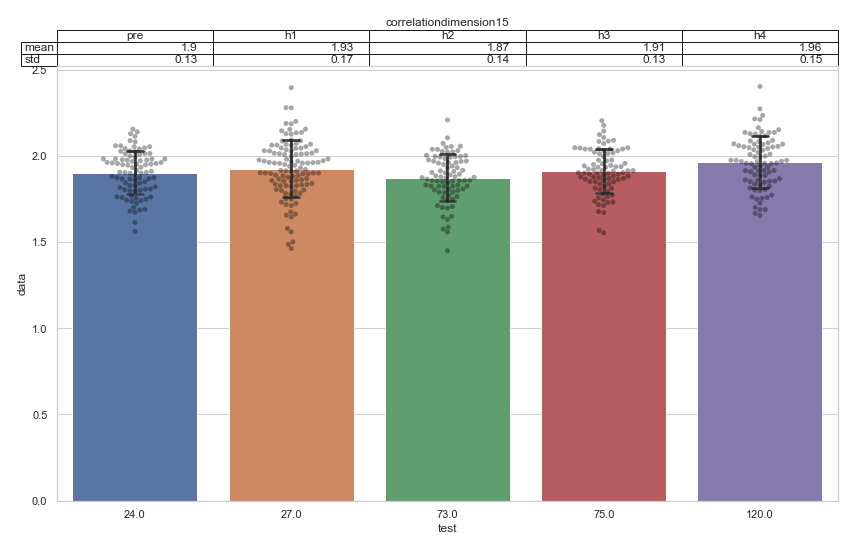 correlationdimension15
pre h1 h2 h3 h4
mean 1.9 1.93 1.87 1.91 1.96
std 0.13 0.17 0.14 0.13 0.15
2.5
2.0
1.5
1.0
0.5
0.0
data
24.0 27.0 73.0 75.0 120.0
test